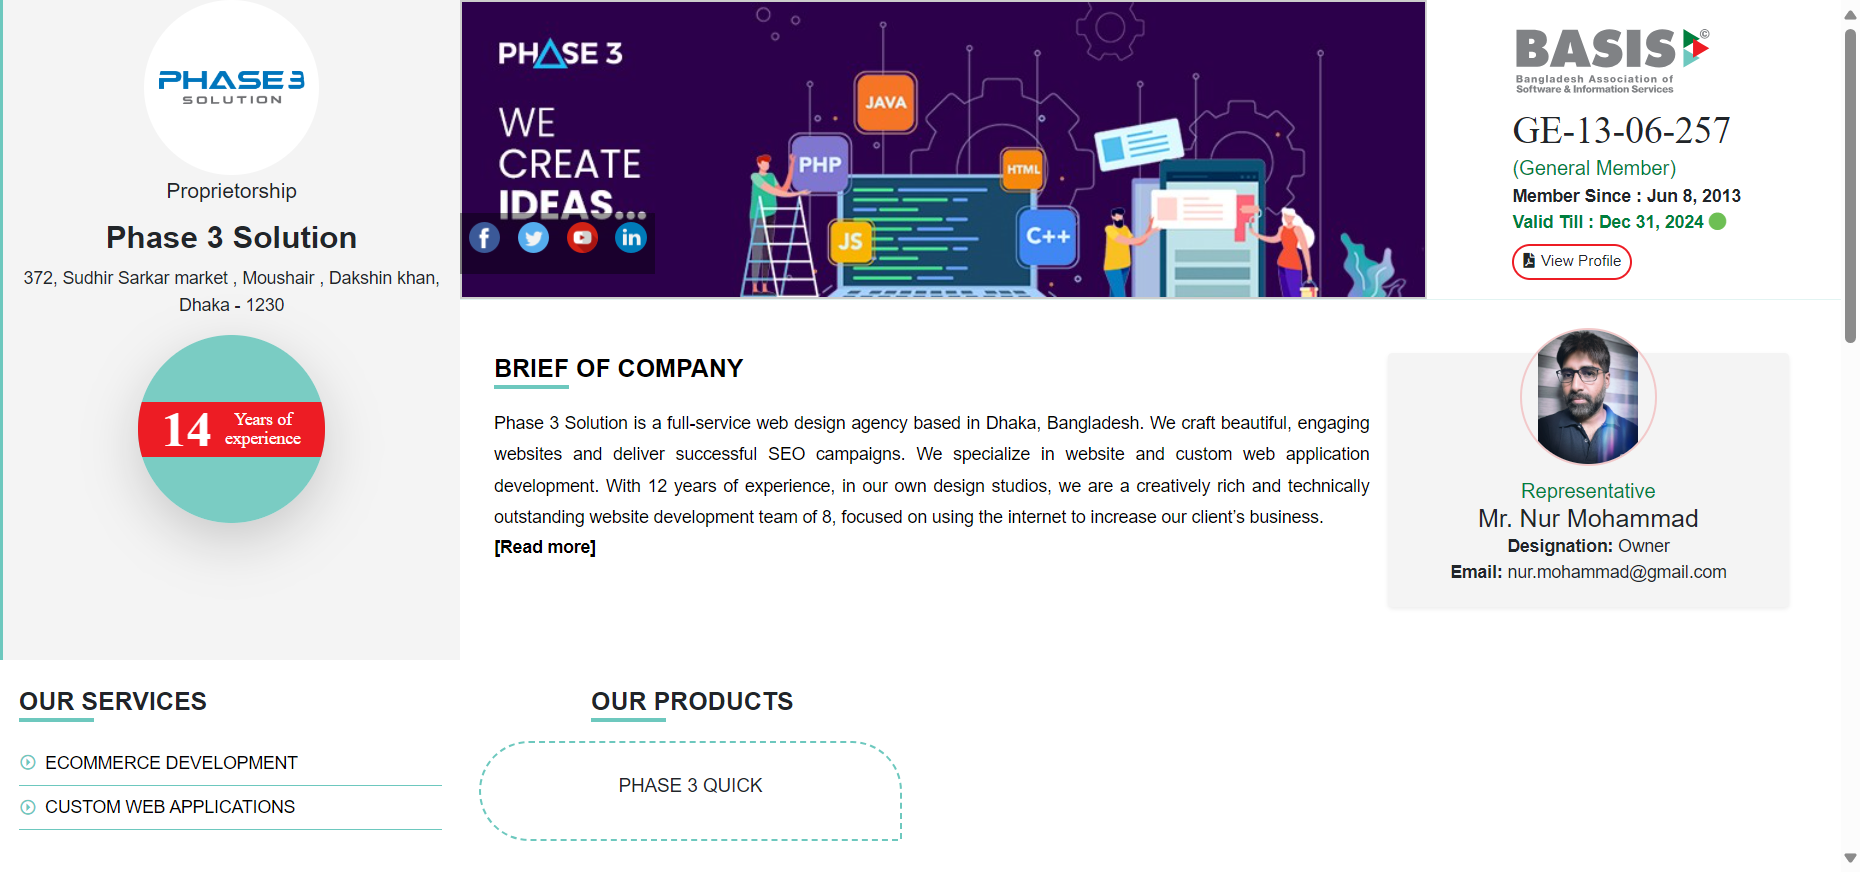 PHASE 3
SOLUTION
Proprietorship
Phase 3 Solution
372, Sudhir Sarkar market , Moushair , Dakshin khan,
Dhaka - 1230
14 Years of
experience
PHASE 3
WE
CREATE
IDEAS...
JAVA
PHP
HTML
JS
C++
BASIS ©
Bangladesh Association of
Software & Information Services
GE-13-06-257
(General Member)
Member Since : Jun 8, 2013
Valid Till : Dec 31, 2024
View Profile
BRIEF OF COMPANY
Phase 3 Solution is a full-service web design agency based in Dhaka, Bangladesh. We craft beautiful, engaging
websites and deliver successful SEO campaigns. We specialize in website and custom web application
development. With 12 years of experience, in our own design studios, we are a creatively rich and technically
outstanding website development team of 8, focused on using the internet to increase our client’s business.
[Read more]
Representative
Mr. Nur Mohammad
Designation: Owner
Email: nur.mohammad@gmail.com
OUR SERVICES
ECOMMERCE DEVELOPMENT
CUSTOM WEB APPLICATIONS
OUR PRODUCTS
PHASE 3 QUICK